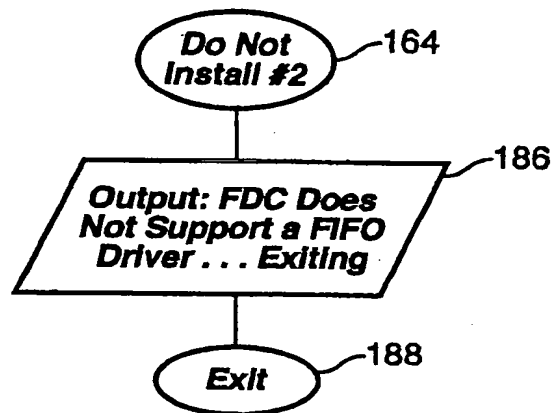 Do Not
Install #2
164
186
Output: FDC Does
Not Support a FIFO
Driver . . . Exiting
Exit
188